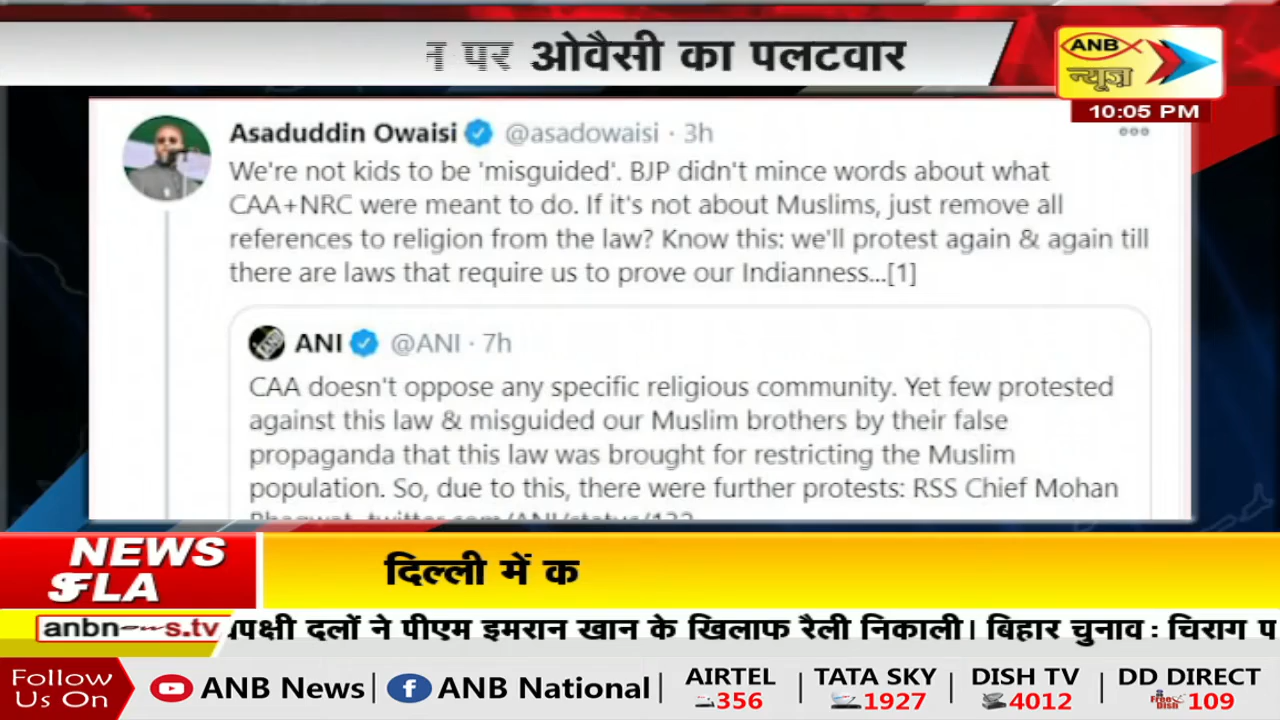 न पर ओवैसी का पलटवार
ANB
न्यूज़
10:05 PM
Asaduddin Owaisi @asadowaisi · 3h
We're not kids to be 'misguided'. BJP didn't mince words about what
CAA+NRC were meant to do. If it's not about Muslims, just remove all
references to religion from the law? Know this: we'll protest again & again till
there are laws that require us to prove our Indianness...[1]
ANI @ANI · 7h
CAA doesn't oppose any specific religious community. Yet few protested
against this law & misguided our Muslim brothers by their false
propaganda that this law was brought for restricting the Muslim
population. So, due to this, there were further protests: RSS Chief Mohan
NEWS
दिल्ली में क
दलों ने पीएम इमरान खान के खिलाफ रैली निकाली। बिहार चुनाव : चिराग प
Follow
Us On
ANB News
ANB National
AIRTEL
356
TATA SKY
1927
DISH TV
4012
DD DIRECT
109